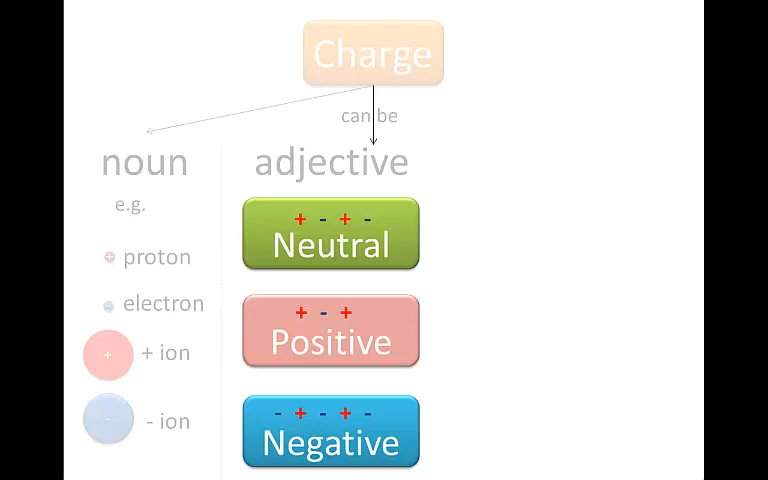 Charge
can be
noun
adjective
e.g.
+ - + -
Neutral
+ proton
- electron
+ - +
Positive
+ + ion
- + - + -
Negative
- - ion